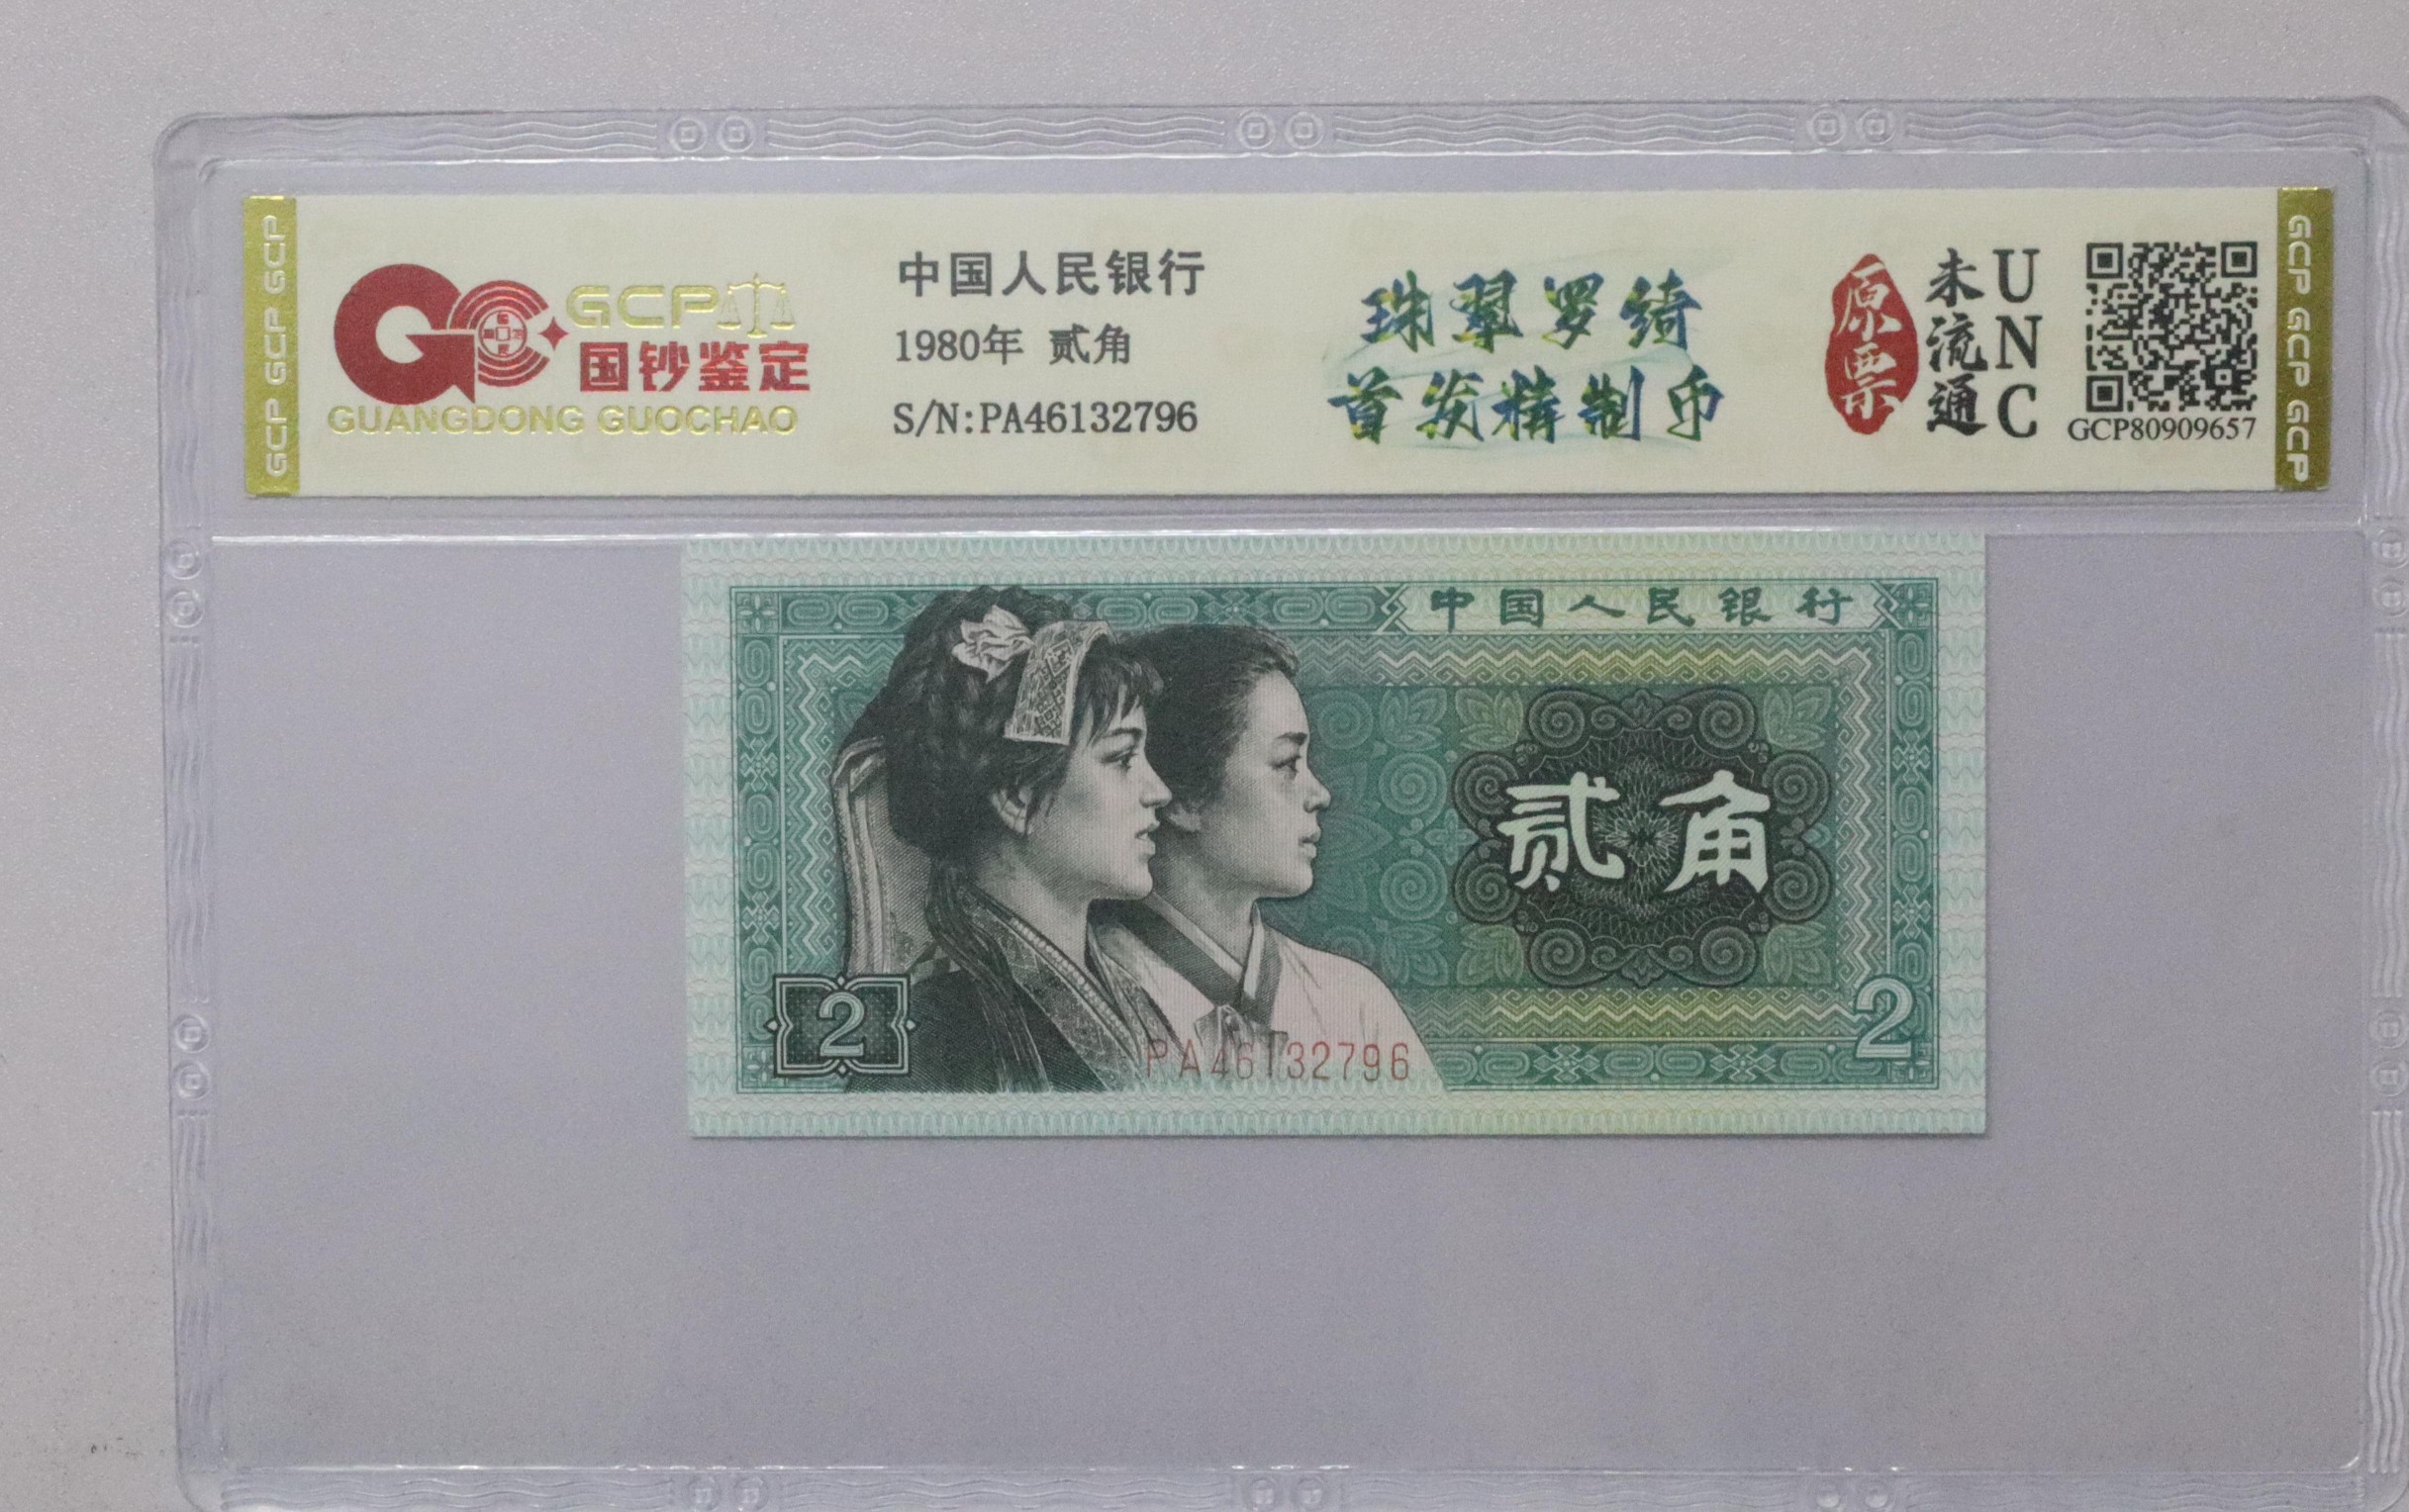 GCP GCP GCP
GCP
国钞鉴定
GUANGDONG GUOCHAO
中国人民银行
1980年 贰角
S/N:PA46132796
珠翠罗绮
首发精制币
原票
未流通
UNC
GCP80909657
GCP GCP GCP
中国人民银行
贰角
2
PA46132796
2